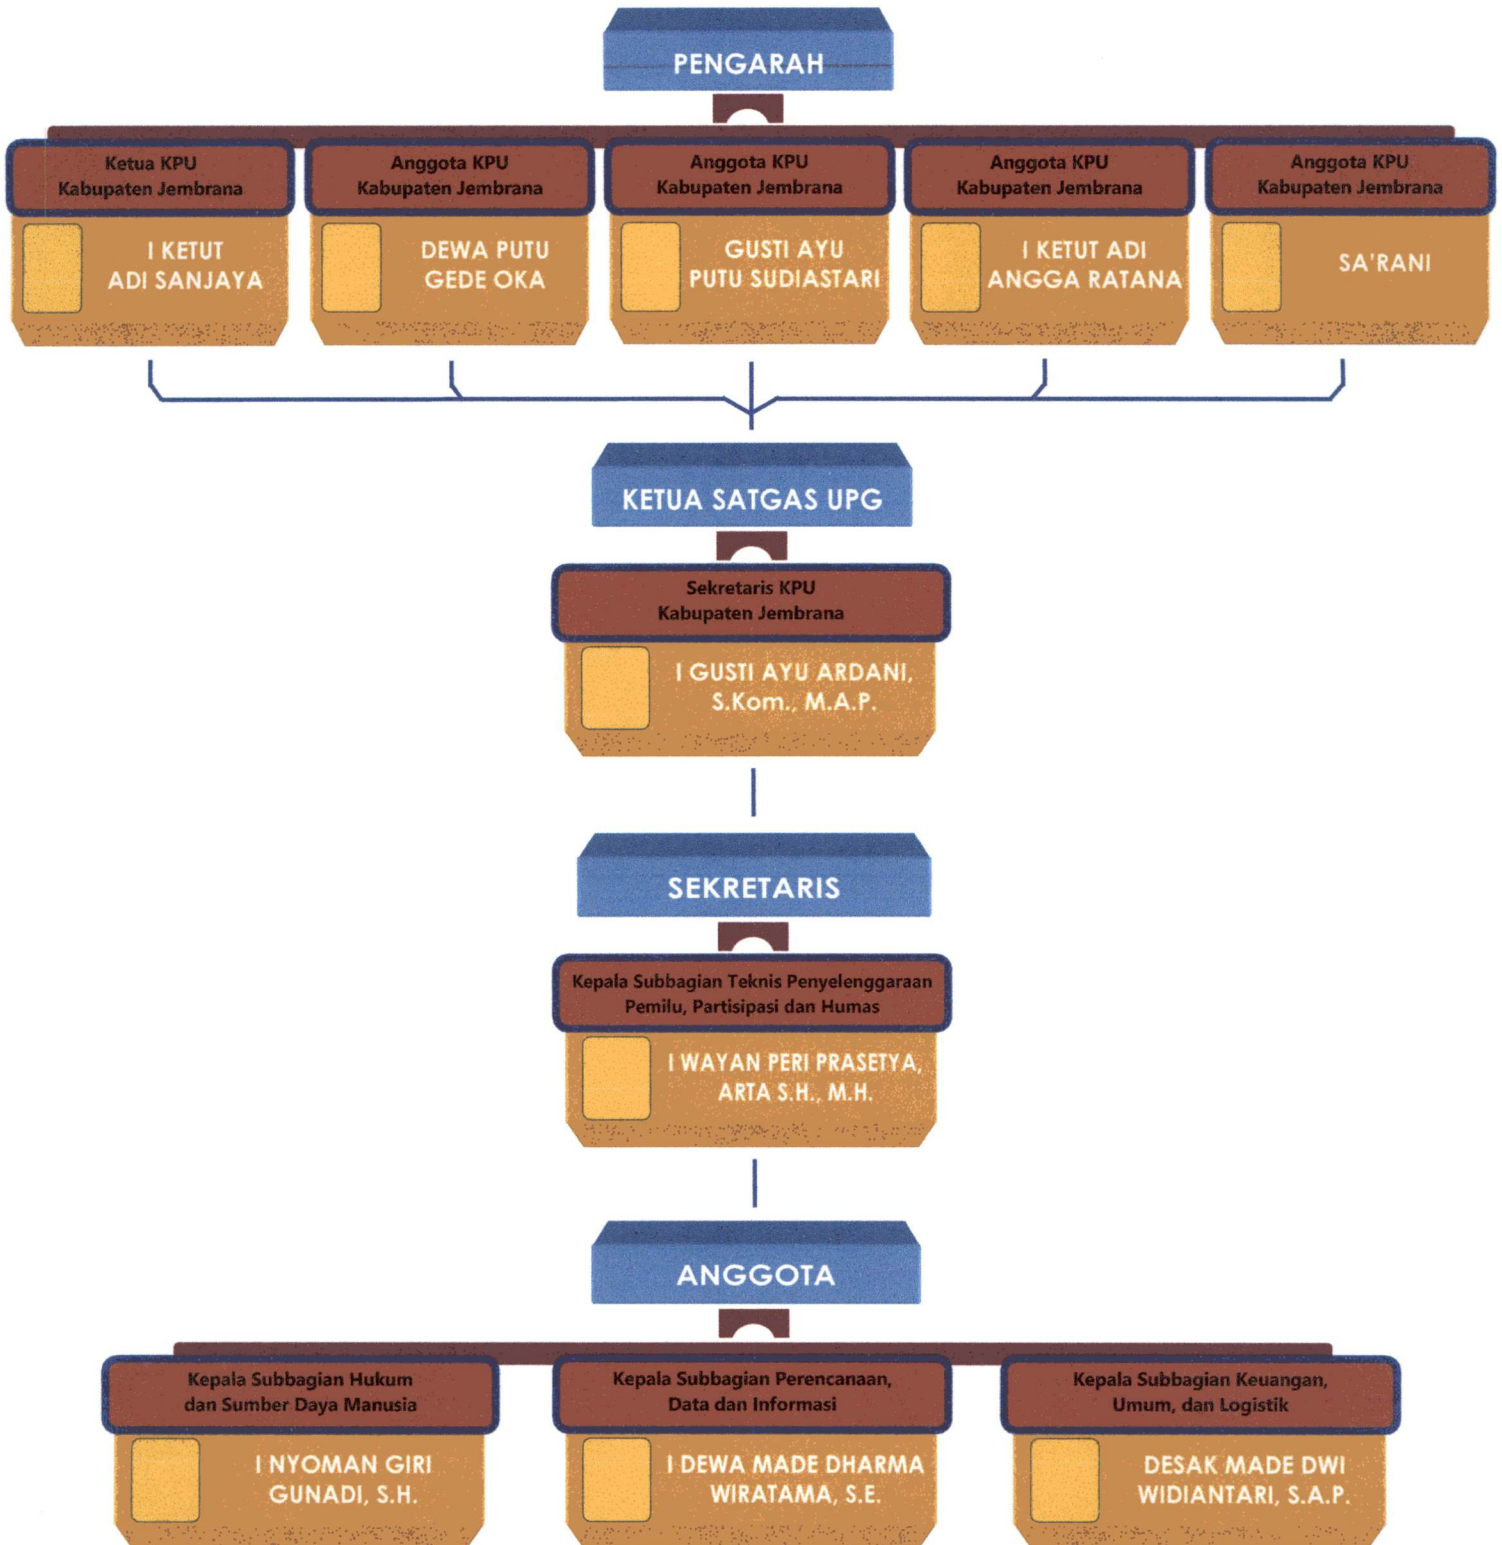 PENGARAH
Ketua KPU
Kabupaten Jembrana
I KETUT
ADI SANJAYA
Anggota KPU
Kabupaten Jembrana
DEWA PUTU
GEDE OKA
Anggota KPU
Kabupaten Jembrana
GUSTI AYU
PUTU SUDIASTARI
Anggota KPU
Kabupaten Jembrana
I KETUT ADI
ANGGA RATANA
Anggota KPU
Kabupaten Jembrana
SA'RANI
KETUA SATGAS UPG
Sekretaris KPU
Kabupaten Jembrana
I GUSTI AYU ARDANI,
S.Kom., M.A.P.
SEKRETARIS
Kepala Subbagian Teknis Penyelenggaraan
Pemilu, Partisipasi dan Humas
I WAYAN PERI PRASETYA,
ARTA S.H., M.H.
ANGGOTA
Kepala Subbagian Hukum
dan Sumber Daya Manusia
I NYOMAN GIRI
GUNADI, S.H.
Kepala Subbagian Perencanaan,
Data dan Informasi
I DEWA MADE DHARMA
WIRATAMA, S.E.
Kepala Subbagian Keuangan,
Umum, dan Logistik
DESAK MADE DWI
WIDIANTARI, S.A.P.